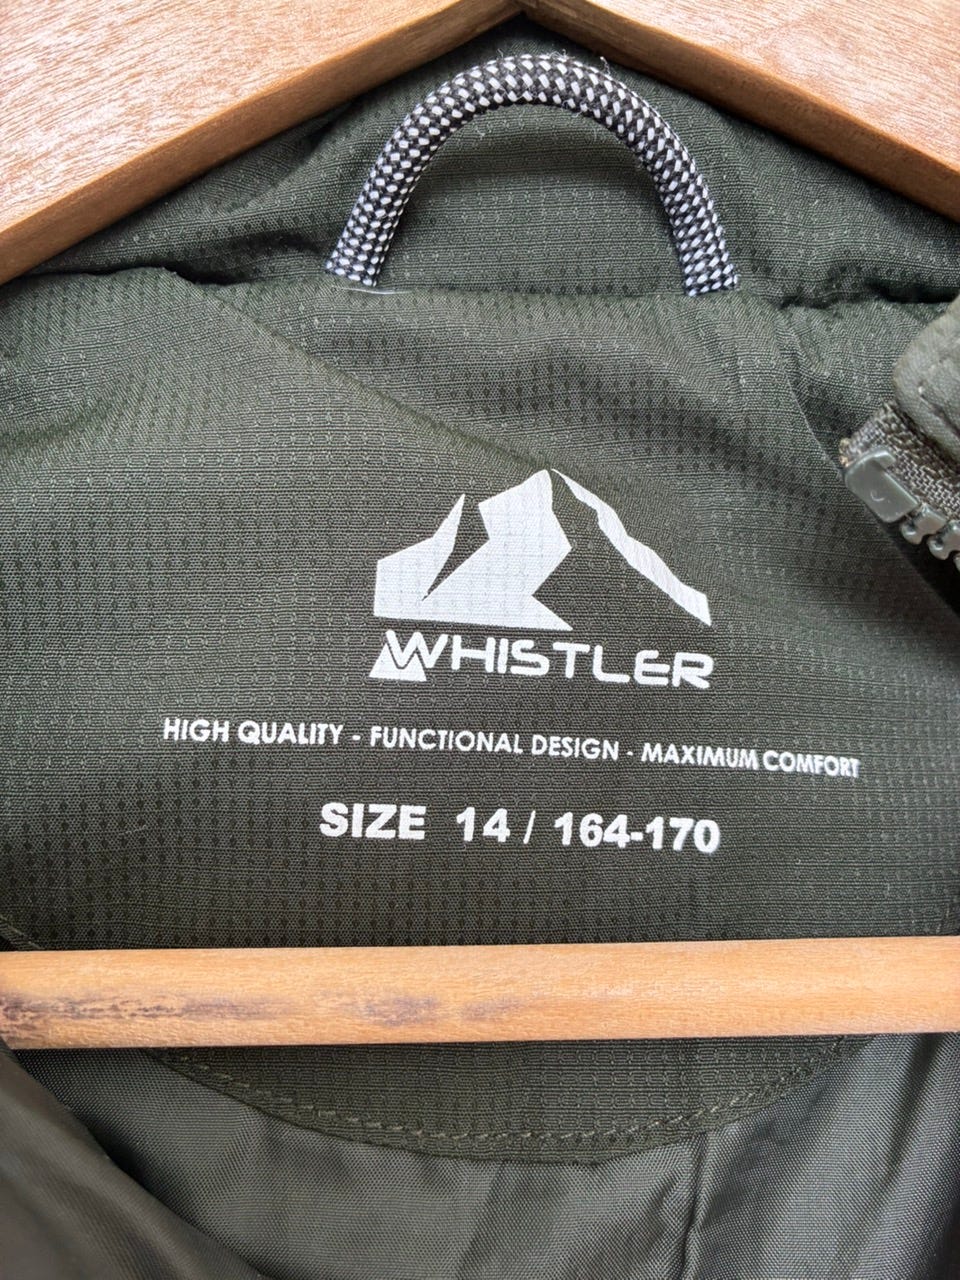 WHISTLER
HIGH QUALITY - FUNCTIONAL DESIGN - MAXIMUM COMFORT
SIZE 14 / 164-170